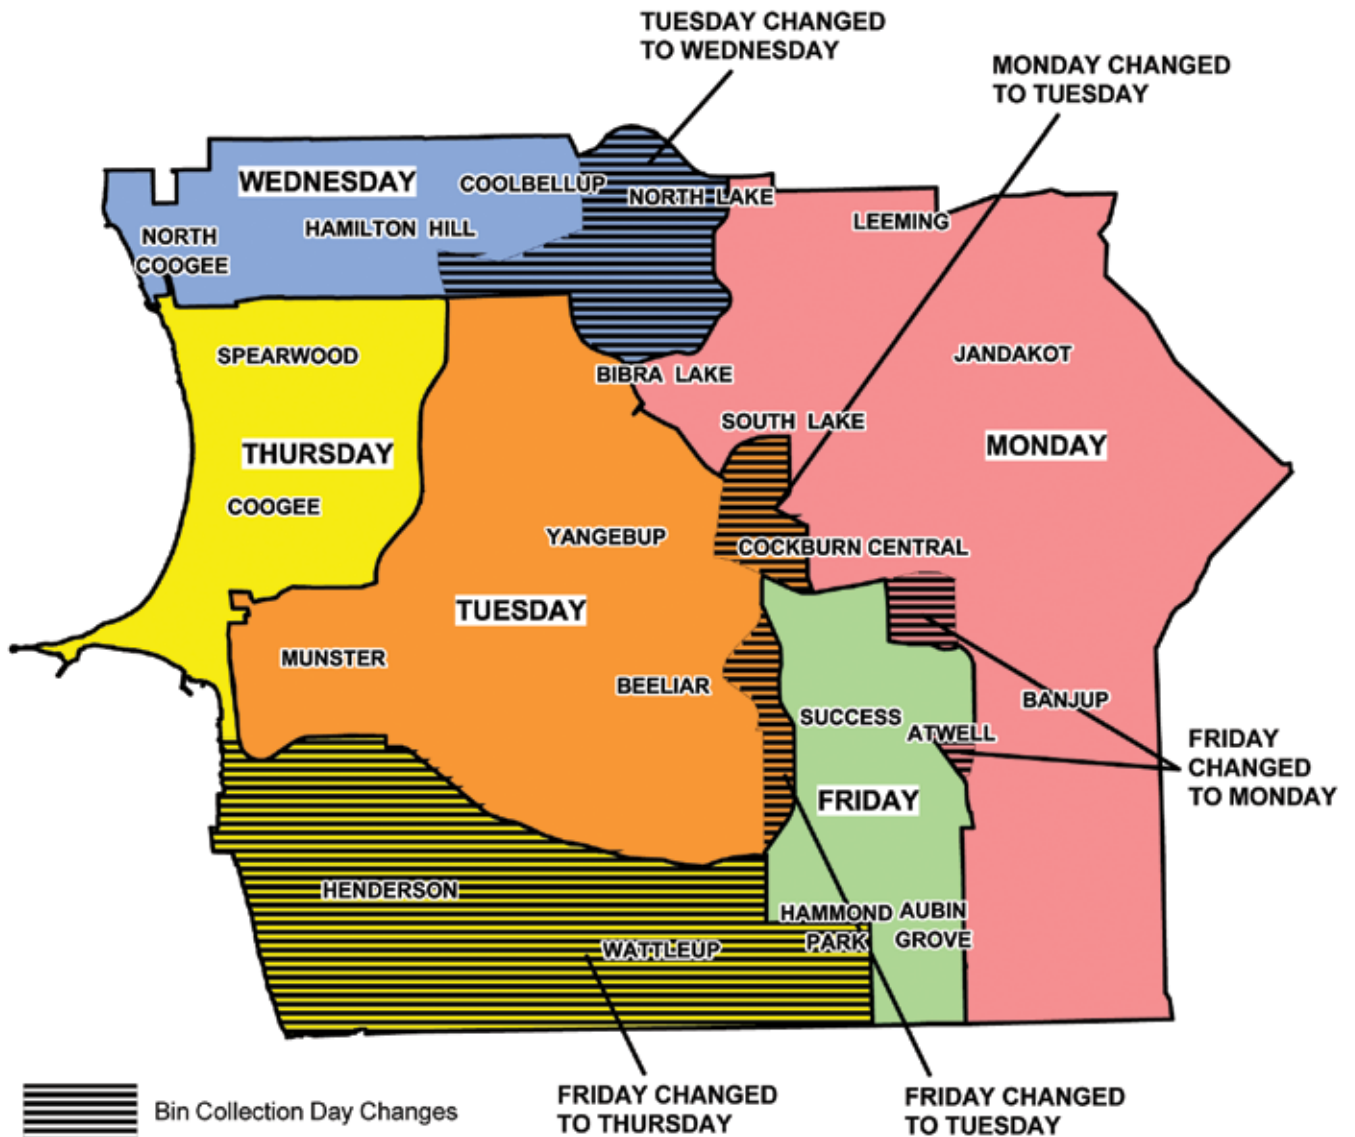 TUESDAY CHANGED
TO WEDNESDAY
MONDAY CHANGED
TO TUESDAY
WEDNESDAY
COOLBELLUP
NORTH LAKE
LEEMING
HAMILTON HILL
NORTH
COOGEE
SPEARWOOD
JANDAKOT
BIBRA LAKE
SOUTH LAKE
MONDAY
THURSDAY
COOGEE
YANGEBUP
COCKBURN CENTRAL
TUESDAY
MUNSTER
BEELIAR
BANJUP
SUCCESS
ATWELL
FRIDAY
CHANGED
TO MONDAY
FRIDAY
HENDERSON
HAMMOND
PARK
AUBIN
GROVE
WATTLEUP
FRIDAY CHANGED
TO THURSDAY
FRIDAY CHANGED
TO TUESDAY
Bin Collection Day Changes